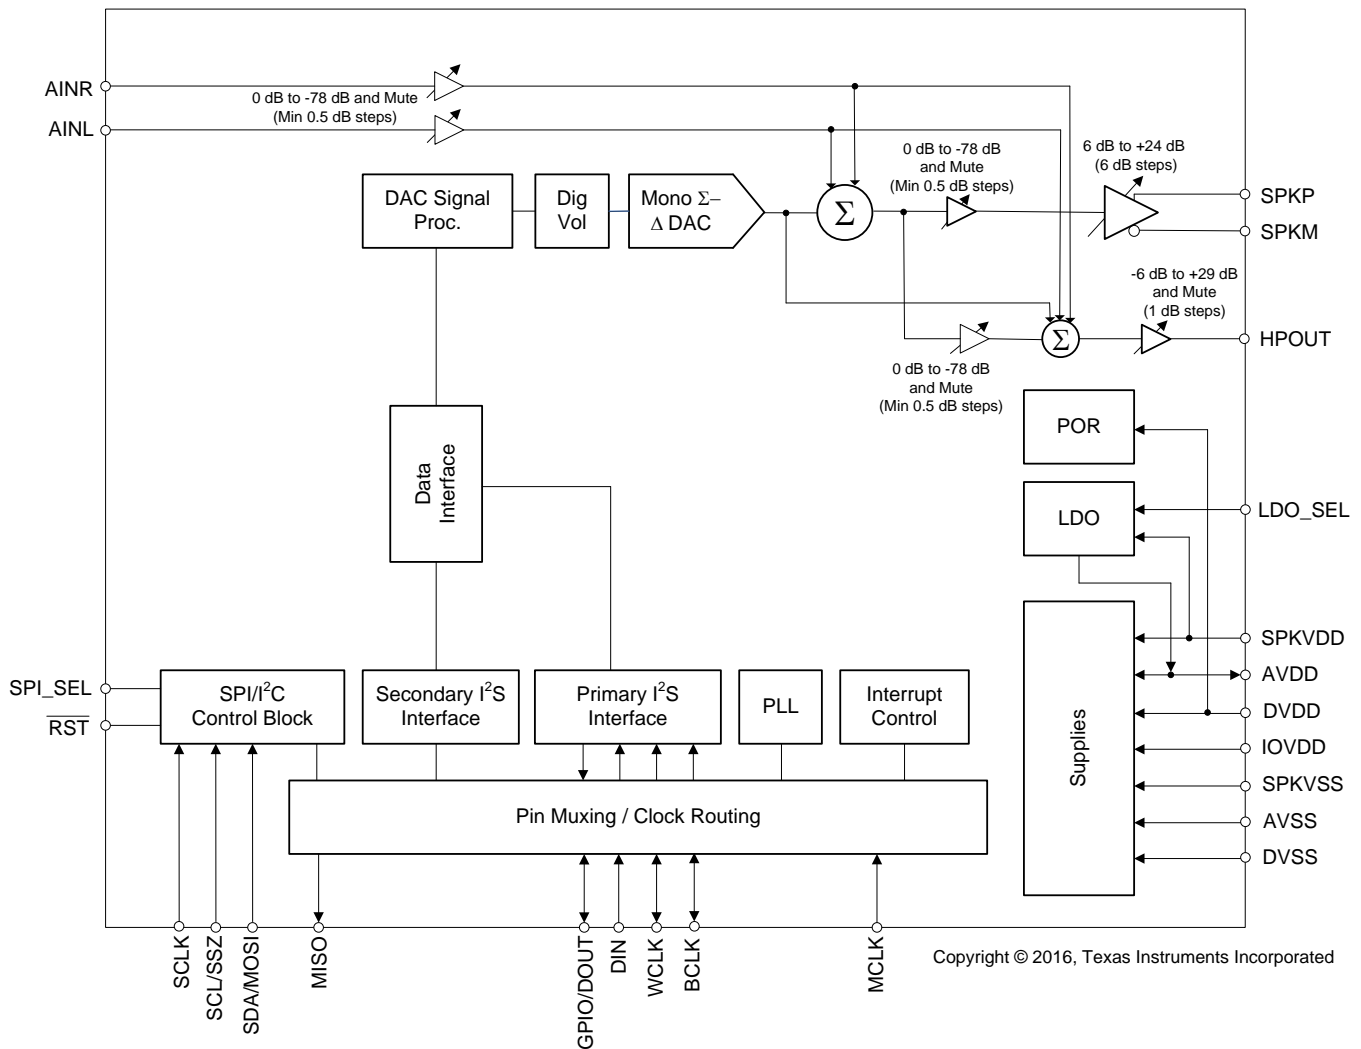 AINR
0 dB to -78 dB and Mute
(Min 0.5 dB steps)
AINL
0 dB to -78 dB
and Mute
(Min 0.5 dB steps)
6 dB to +24 dB
(6 dB steps)
DAC Signal
Proc.
Dig
Vol
Mono Σ–
Δ DAC
Σ
SPKP
SPKM
-6 dB to +29 dB
and Mute
(1 dB steps)
Σ
HPOUT
0 dB to -78 dB
and Mute
(Min 0.5 dB steps)
POR
Data
Interface
LDO
LDO_SEL
Supplies
SPKVDD
AVDD
DVDD
IOVDD
SPKVSS
AVSS
DVSS
SPI_SEL
RST
SPI/I²C
Control Block
Secondary I²S
Interface
Primary I²S
Interface
PLL
Interrupt
Control
Pin Muxing / Clock Routing
SCLK
SCL/SSZ
SDA/MOSI
MISO
GPIO/DOUT
DIN
WCLK
BCLK
MCLK
Copyright © 2016, Texas Instruments Incorporated